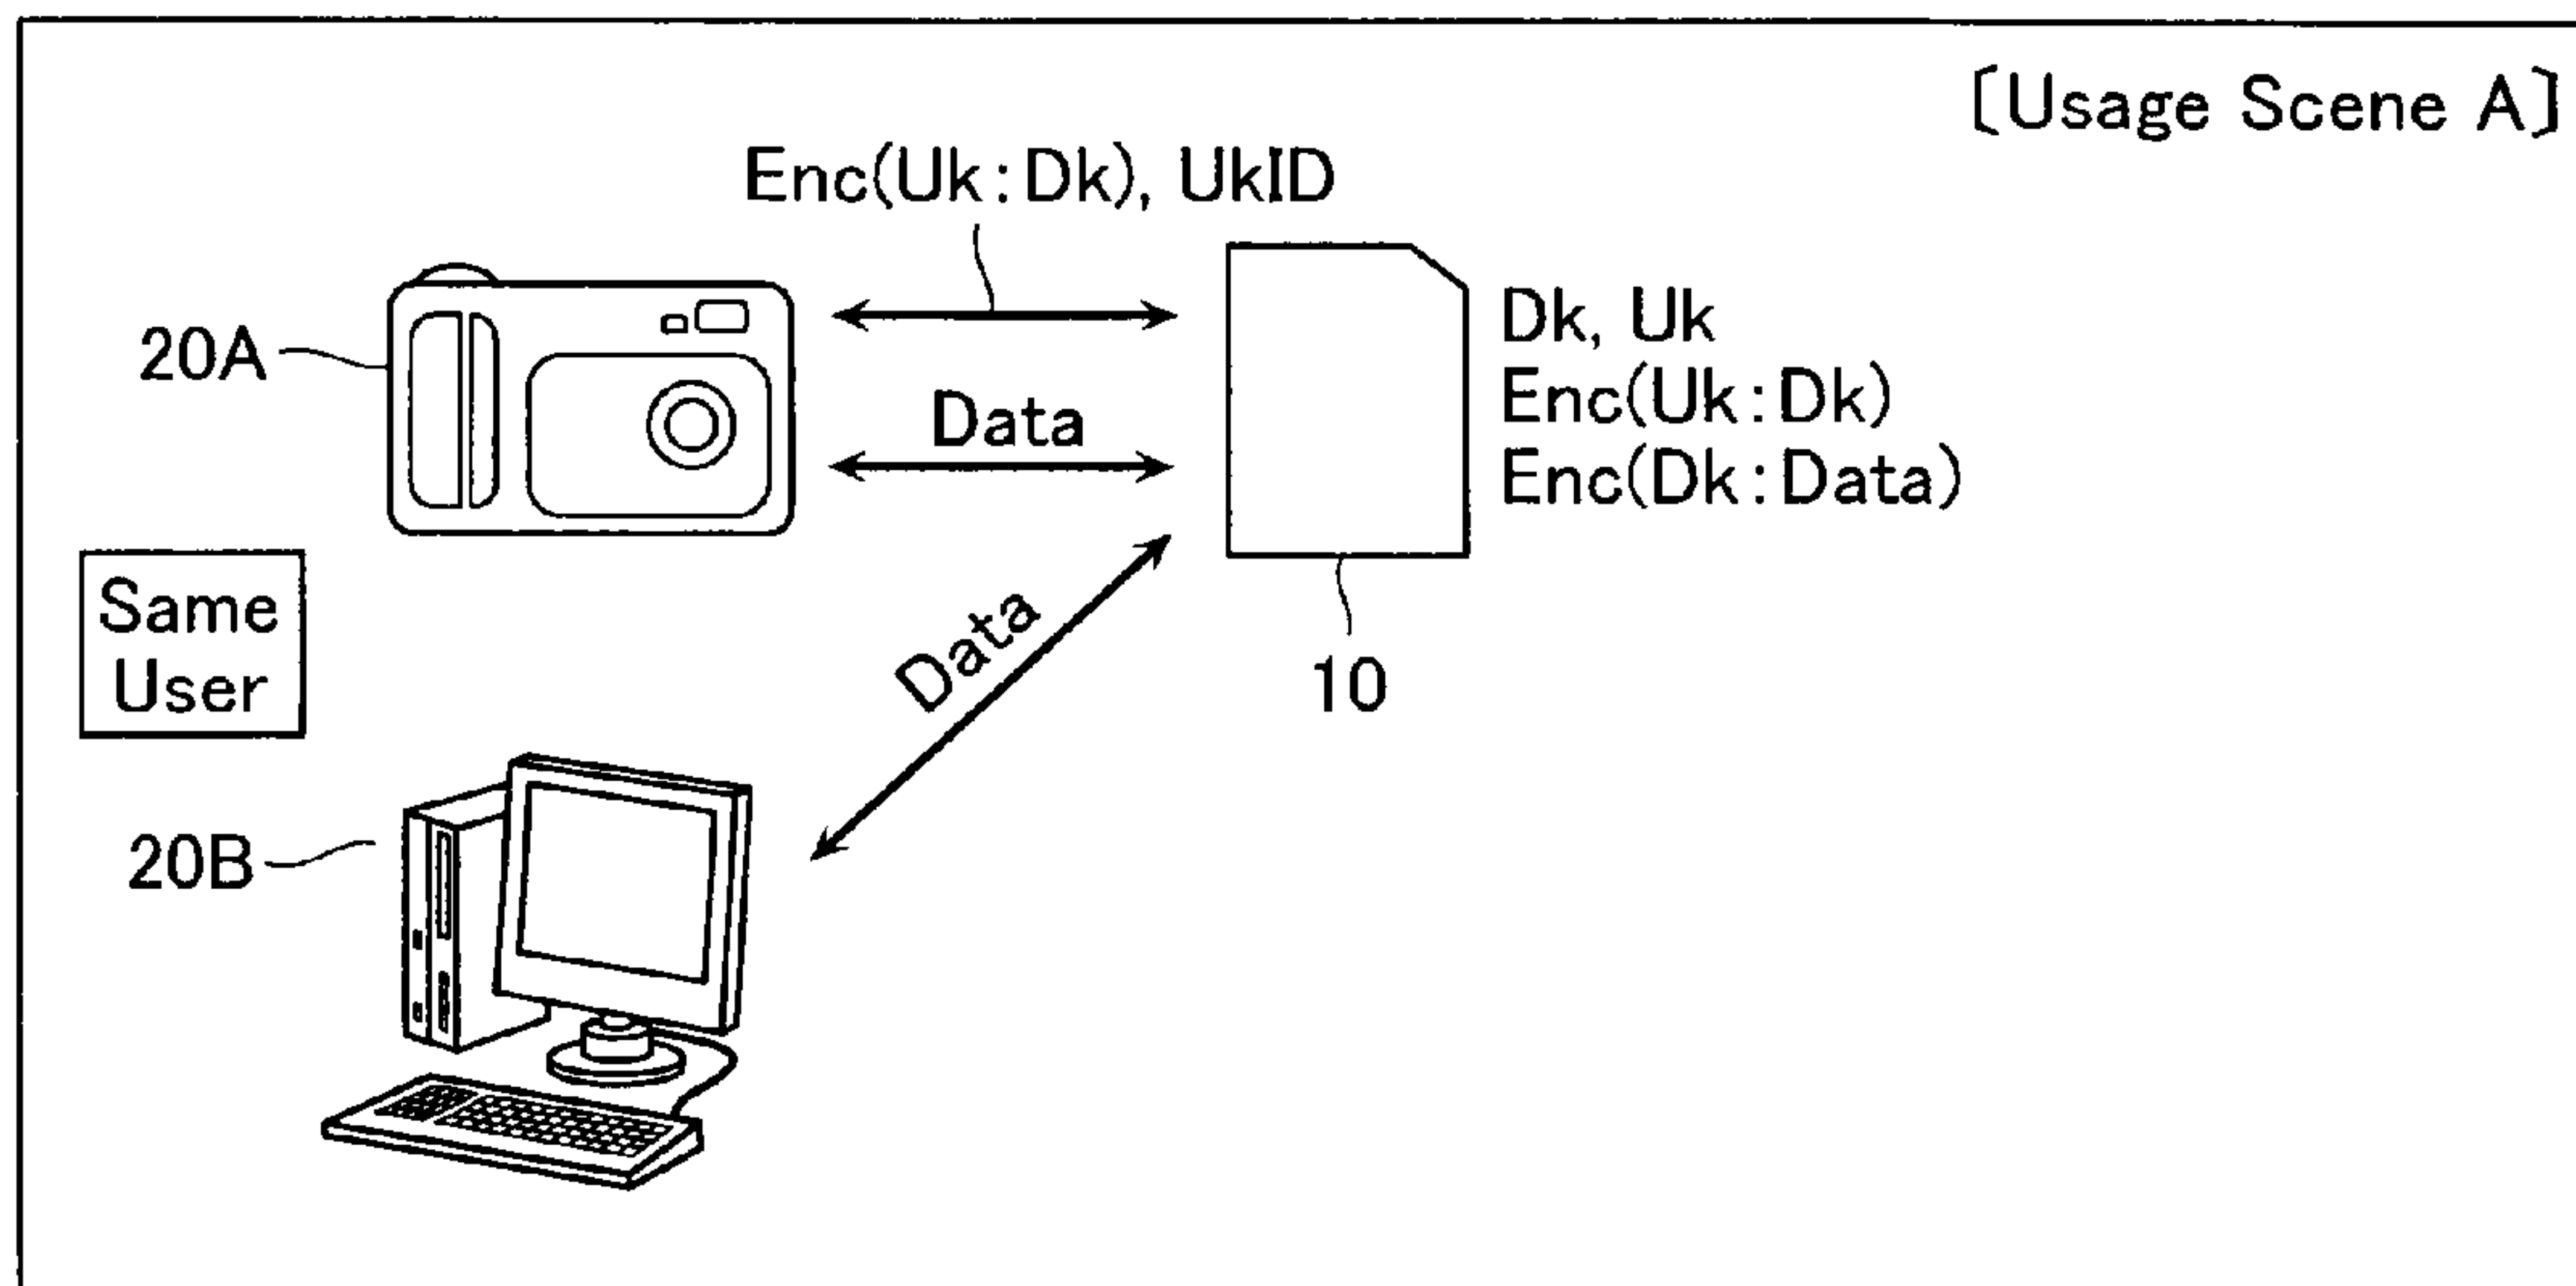 〔Usage Scene A〕
Enc(Uk:Dk), UkID
20A
Data
Dk, Uk
Enc(Uk:Dk)
Enc(Dk:Data)
Same
User
Data
10
20B